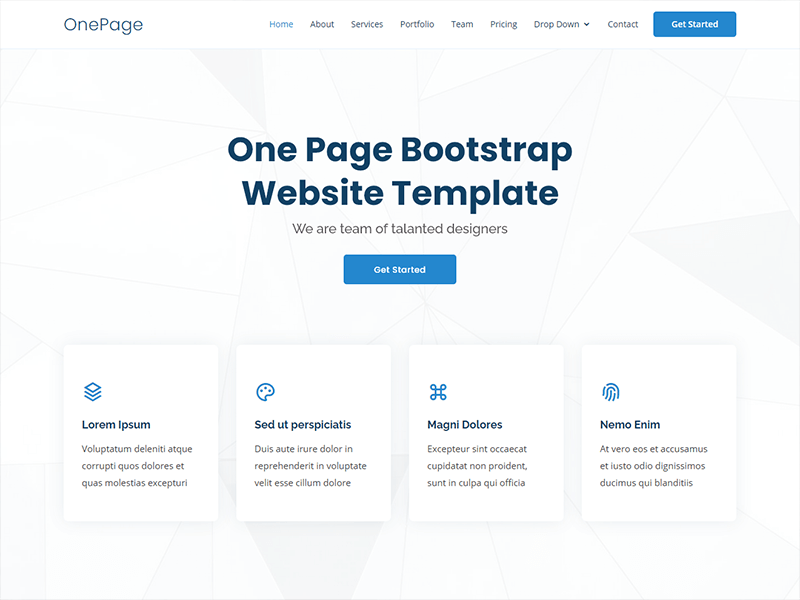 OnePage
Home About Services Portfolio Team Pricing Drop Down Contact Get Started
One Page Bootstrap
Website Template
We are team of talanted designers
Get Started
Lorem Ipsum
Voluptatum deleniti atque
corrupti quos dolores et
quas molestias excepturi
Sed ut perspiciatis
Duis aute irure dolor in
reprehenderit in voluptate
velit esse cillum dolore
Magni Dolores
Excepteur sint occaecat
cupidatat non proident,
sunt in culpa qui officia
Nemo Enim
At vero eos et accusamus
et iusto odio dignissimos
ducimus qui blanditiis